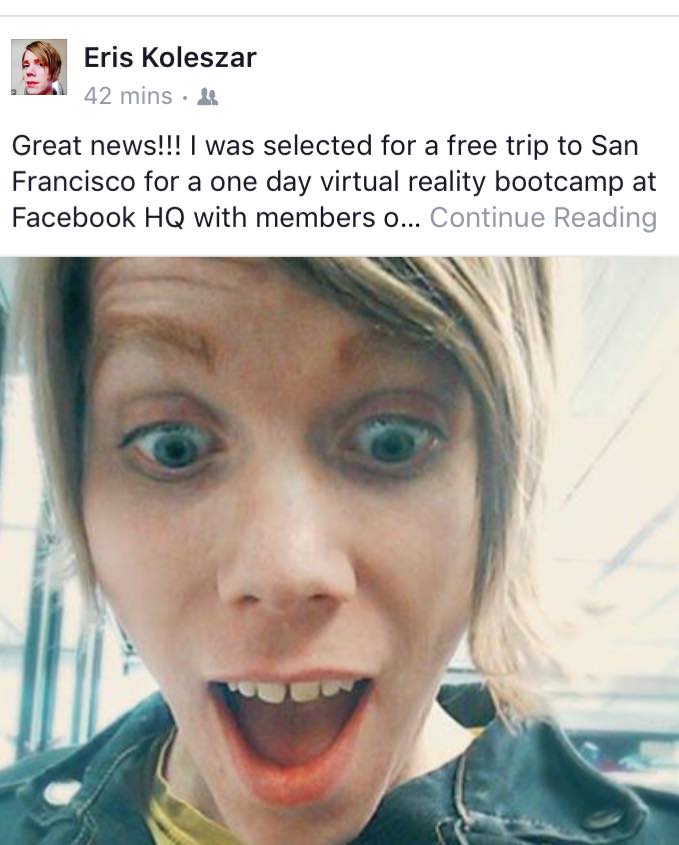 Eris Koleszar
42 mins ·
Great news!!! I was selected for a free trip to San
Francisco for a one day virtual reality bootcamp at
Facebook HQ with members o... Continue Reading